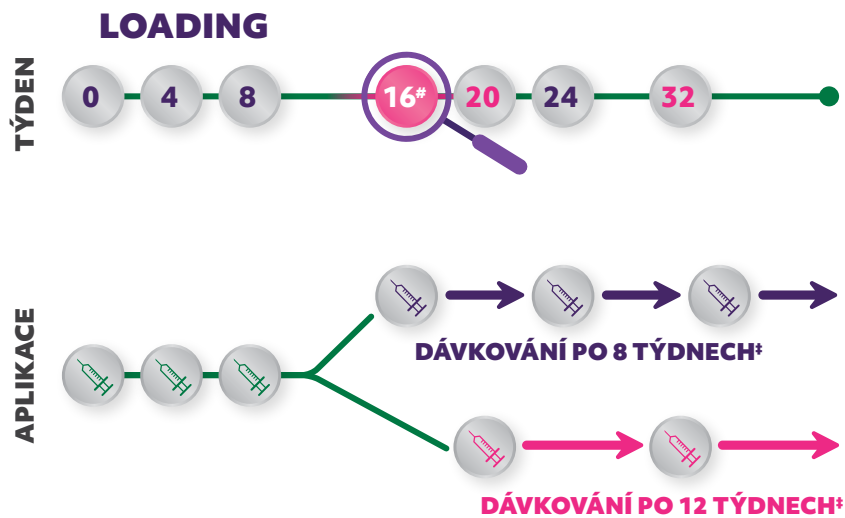 LOADING
TÝDEN
0 4 8 16# 20 24 32
APLIKACE
DÁVKOVÁNÍ PO 8 TÝDNECH‡
DÁVKOVÁNÍ PO 12 TÝDNECH‡